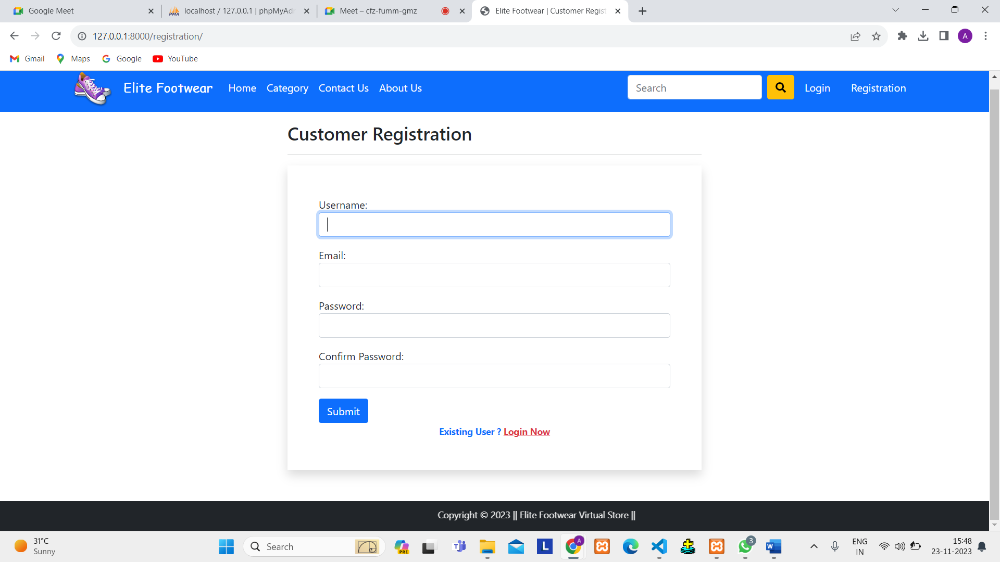 Google Meet
localhost / 127.0.0.1 | phpMyAdm
Meet – cfz-fumm-gmz
Elite Footwear | Customer Regist
127.0.0.1:8000/registration/
A
Gmail
Maps
Google
YouTube
Elite Footwear
Home
Category
Contact Us
About Us
Search
Login
Registration
Customer Registration
Username:
Email:
Password:
Confirm Password:
Submit
Existing User ? Login Now
Copyright © 2023 || Elite Footwear Virtual Store ||
31°C
Sunny
Search
PRE
L
A
3
ENG
IN
15:48
23-11-2023